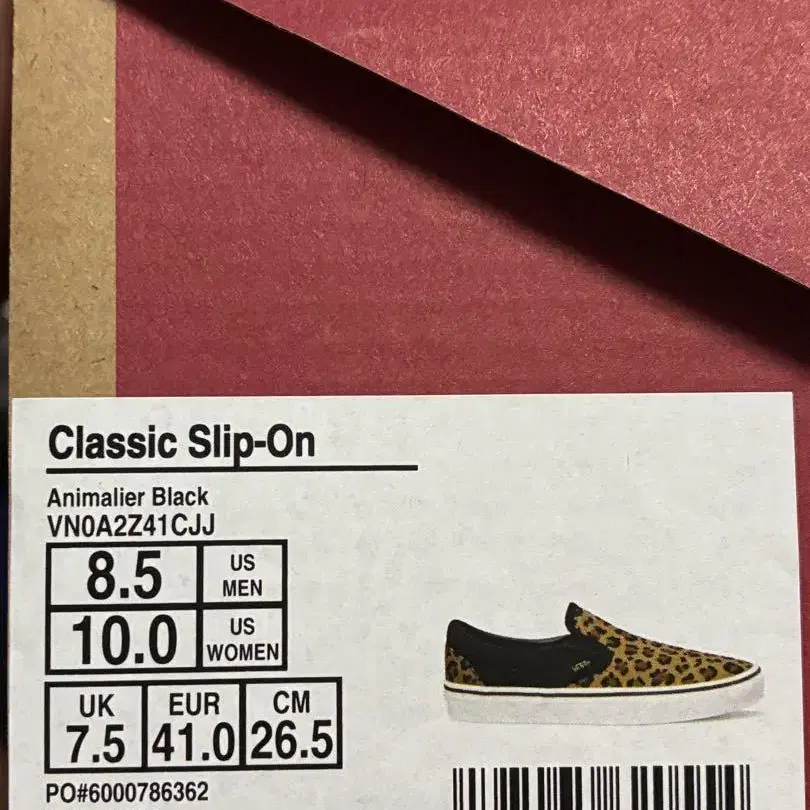 Classic Slip-On
Animalier Black
VN0A2Z41CJJ
8.5 US MEN
10.0 US WOMEN
UK EUR CM
7.5 41.0 26.5
PO#6000786362